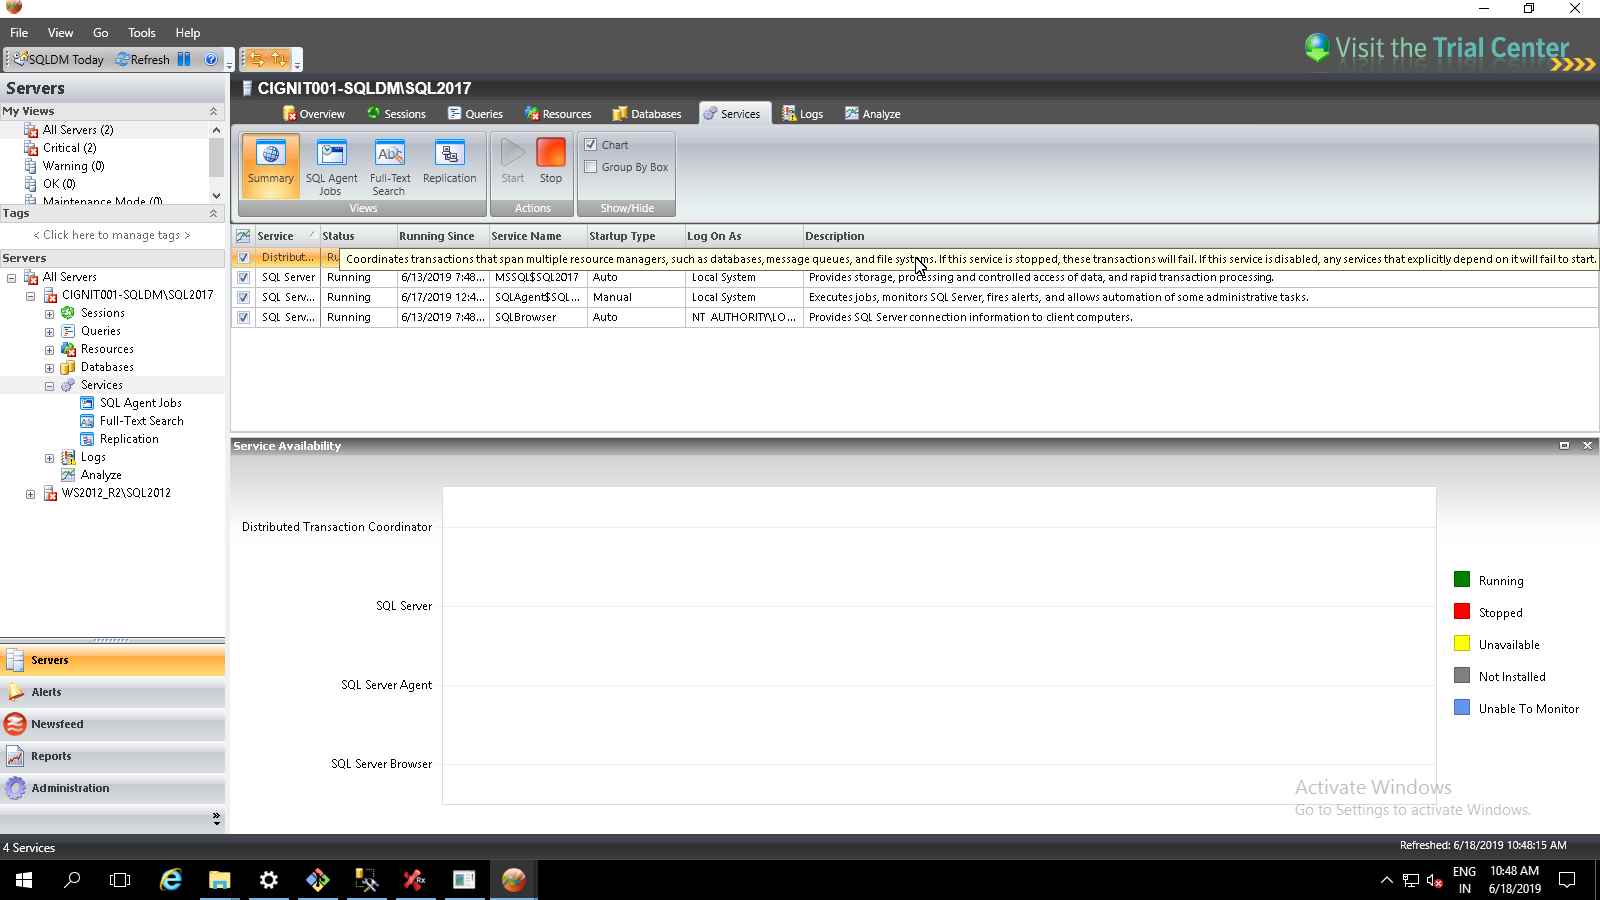 File View Go Tools Help
SQLDM Today Refresh
Visit the Trial Center
Servers
My Views
All Servers (2)
Critical (2)
Warning (0)
OK (0)
Maintenance Mode (0)
Tags
< Click here to manage tags >
Servers
All Servers
CIGNIT001-SQLDM\SQL2017
Sessions
Queries
Resources
Databases
Services
SQL Agent Jobs
Full-Text Search
Replication
Logs
Analyze
WS2012_R2\SQL2012
Servers
Alerts
Newsfeed
Reports
Administration
CIGNIT001-SQLDM\SQL2017
Overview Sessions Queries Resources Databases Services Logs Analyze
Summary SQL Agent Jobs Full-Text Search Replication
Views
Start Stop
Actions
Chart
Group By Box
Show/Hide
Service Status Running Since Service Name Startup Type Log On As Description
Distribut... Ru
Coordinates transactions that span multiple resource managers, such as databases, message queues, and file systems. If this service is stopped, these transactions will fail. If this service is disabled, any services that explicitly depend on it will fail to start.
SQL Server Running 6/13/2019 7:48... MSSQL$SQL2017 Auto Local System Provides storage, processing and controlled access of data, and rapid transaction processing.
SQL Serv... Running 6/17/2019 12:4... SQLAgent$SQL... Manual Local System Executes jobs, monitors SQL Server, fires alerts, and allows automation of some administrative tasks.
SQL Serv... Running 6/13/2019 7:48... SQLBrowser Auto NT AUTHORITY\LO... Provides SQL Server connection information to client computers.
Service Availability
Distributed Transaction Coordinator
SQL Server
SQL Server Agent
SQL Server Browser
Running
Stopped
Unavailable
Not Installed
Unable To Monitor
Activate Windows
Go to Settings to activate Windows.
4 Services
Refreshed: 6/18/2019 10:48:15 AM
ENG
IN
10:48 AM
6/18/2019